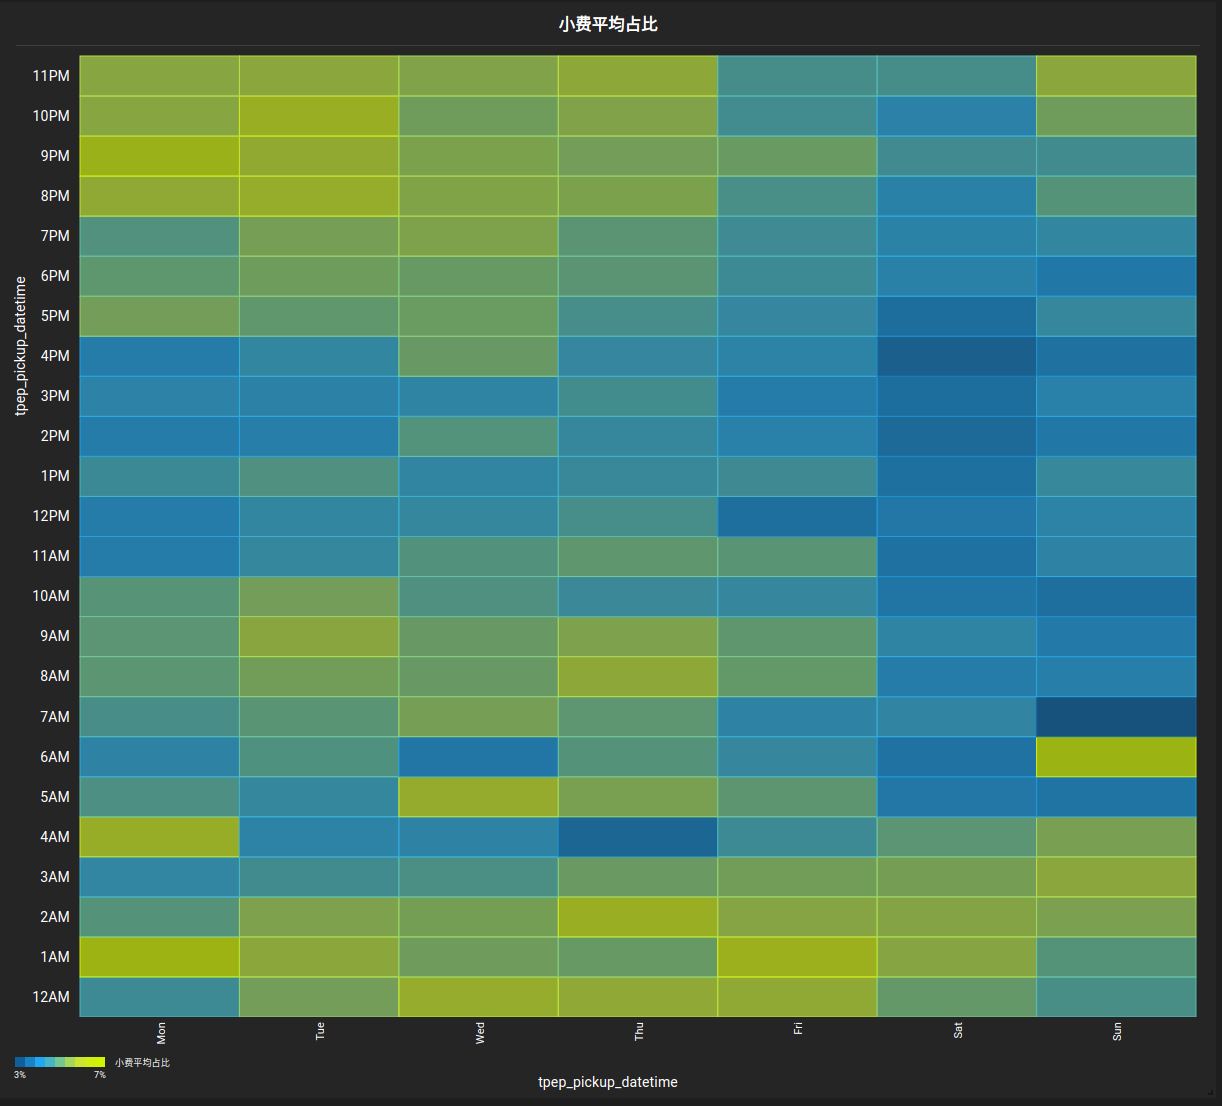 小费平均占比
11PM
10PM
9PM
8PM
7PM
6PM
5PM
4PM
3PM
2PM
1PM
12PM
11AM
10AM
9AM
8AM
7AM
6AM
5AM
4AM
3AM
2AM
1AM
12AM
tpep_pickup_datetime
Mon
Tue
Wed
Thu
Fri
Sat
Sun
小费平均占比
3%
7%
tpep_pickup_datetime